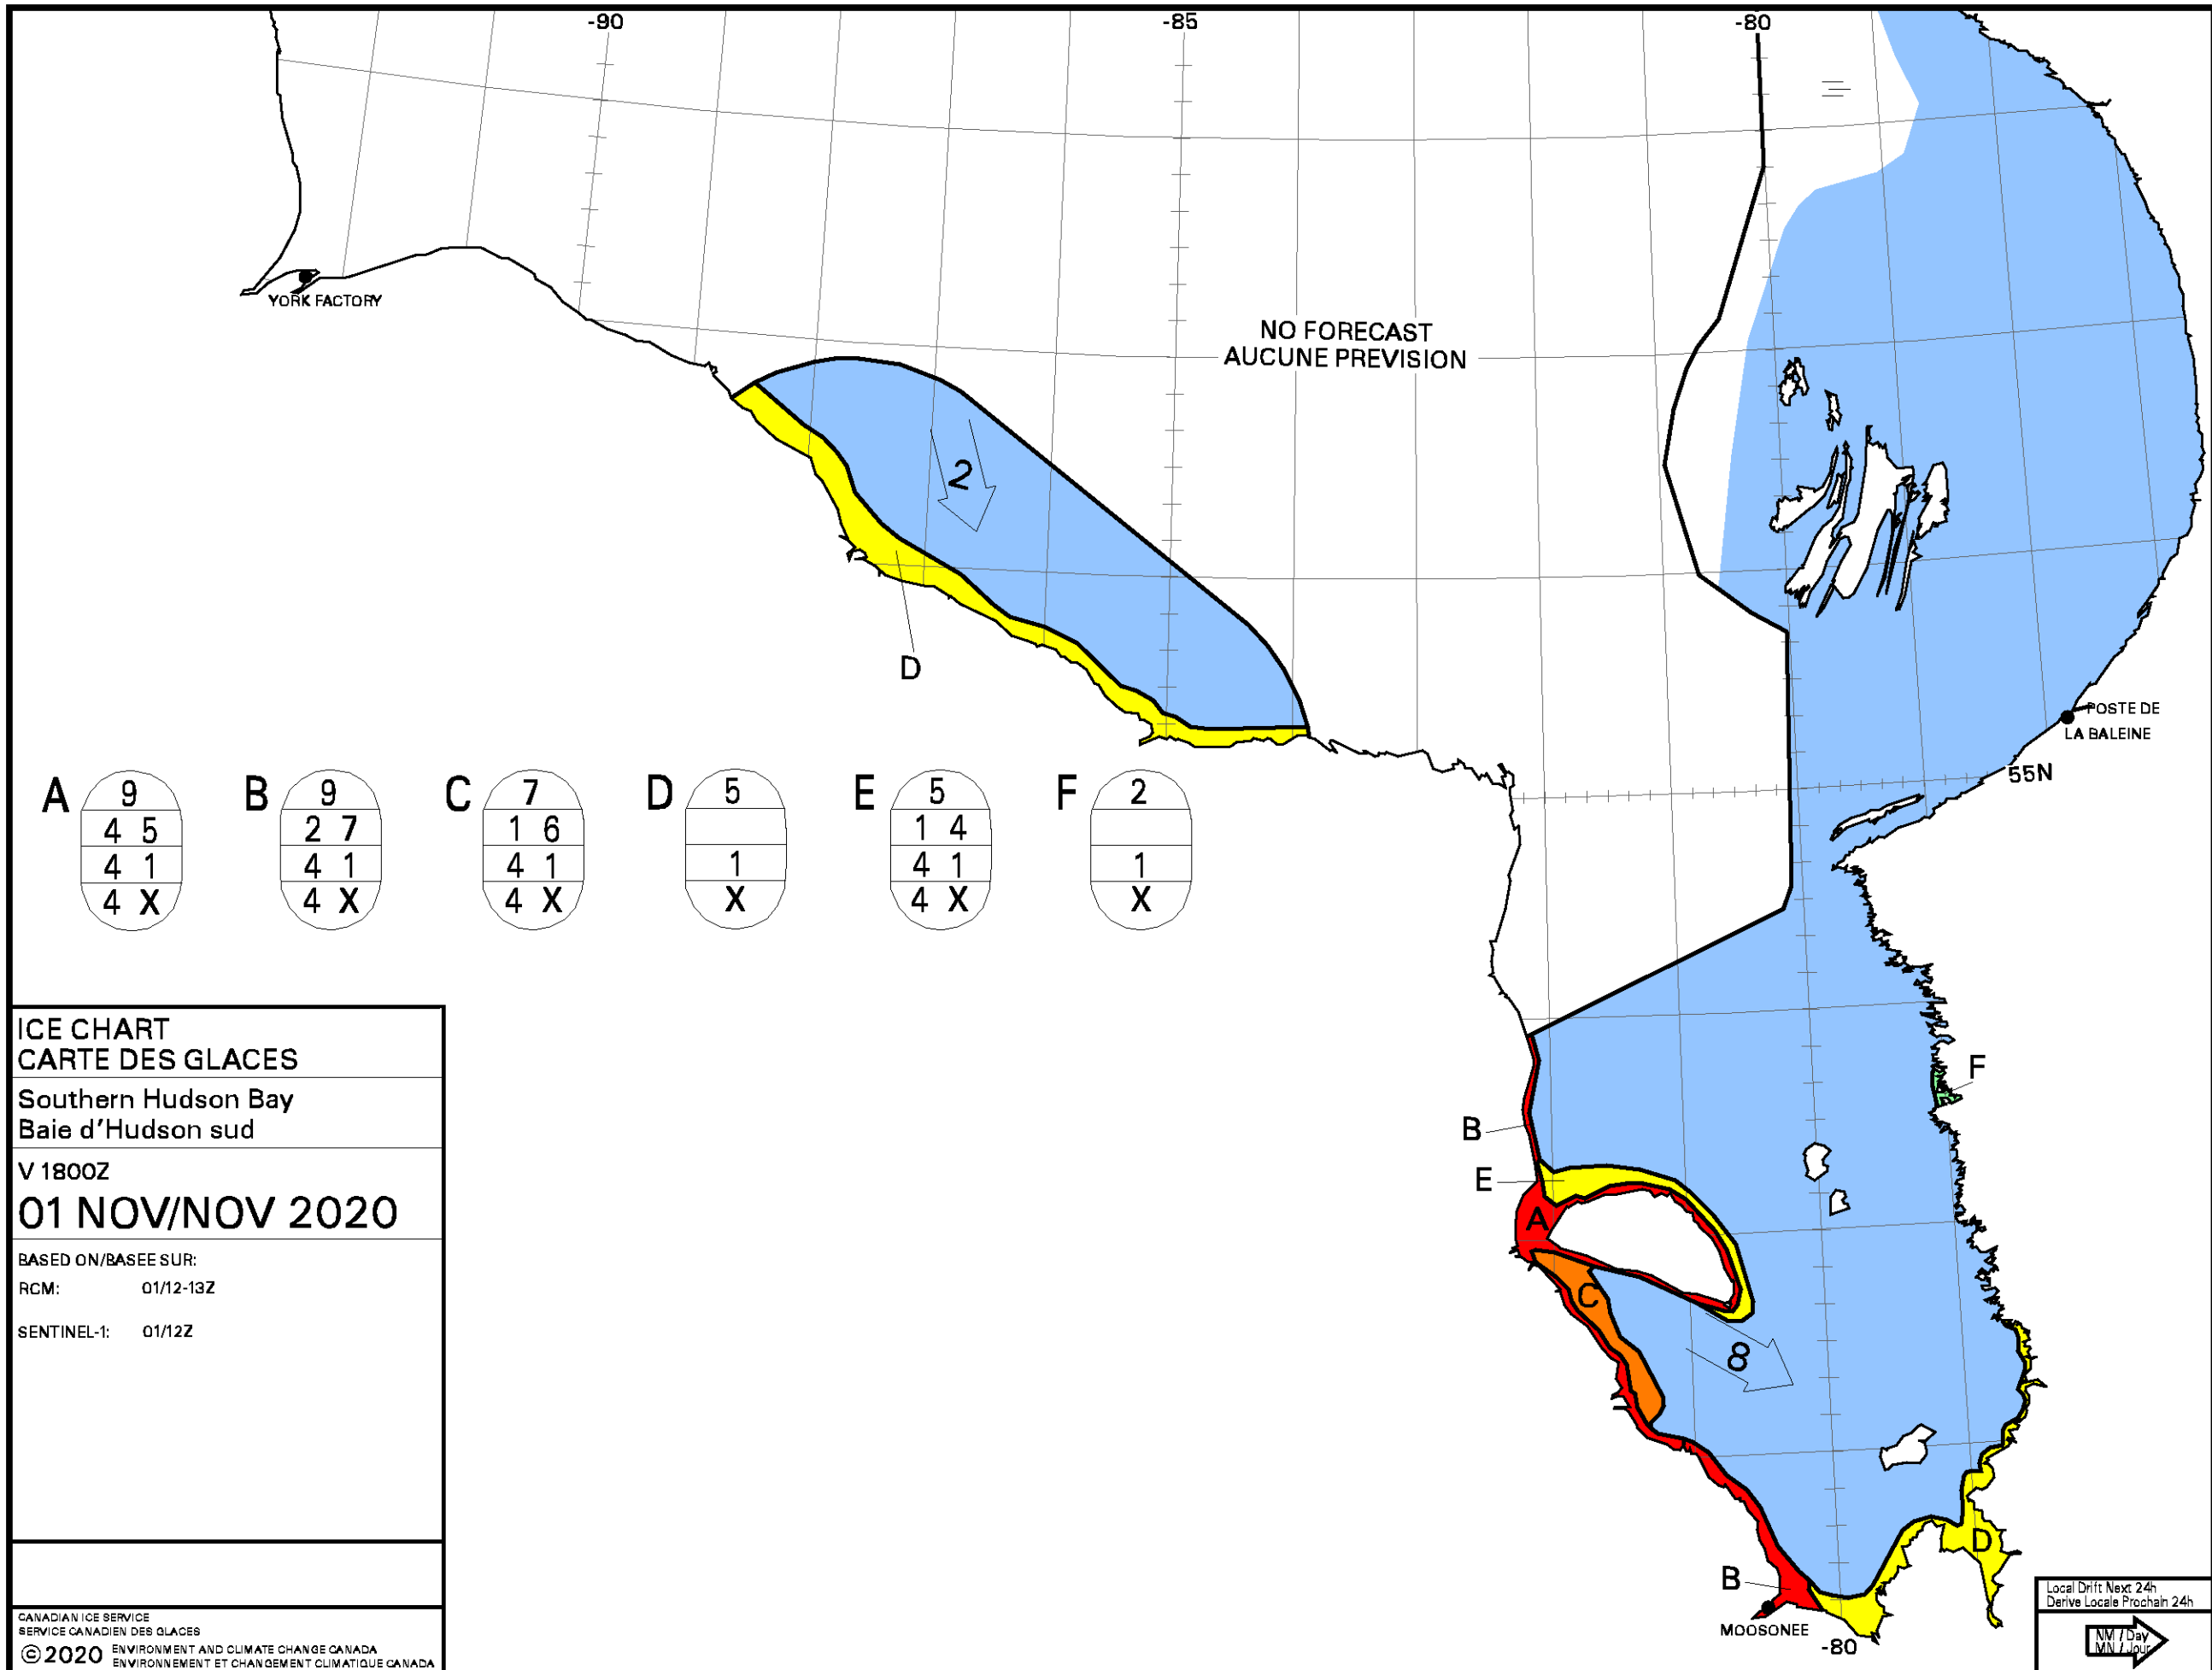 -90
-85
-80
YORK FACTORY
NO FORECAST
AUCUNE PREVISION
2
D
POSTE DE
LA BALEINE
55N
A
9
4 5
4 1
4 X
B
9
2 7
4 1
4 X
C
7
1 6
4 1
4 X
D
5
1
X
E
5
1 4
4 1
4 X
F
2
1
X
ICE CHART
CARTE DES GLACES
Southern Hudson Bay
Baie d'Hudson sud
V 1800Z
01 NOV/NOV 2020
BASED ON/BASEE SUR:
RCM: 01/12-13Z
SENTINEL-1: 01/12Z
F
B
E
A
C
8
D
B
MOOSONEE
-80
CANADIAN ICE SERVICE
SERVICE CANADIEN DES GLACES
©2020 ENVIRONMENT AND CLIMATE CHANGE CANADA
ENVIRONNEMENT ET CHANGEMENT CLIMATIQUE CANADA
Local Drift Next 24h
Derive Locale Prochain 24h
NM / Day
MN / Jour